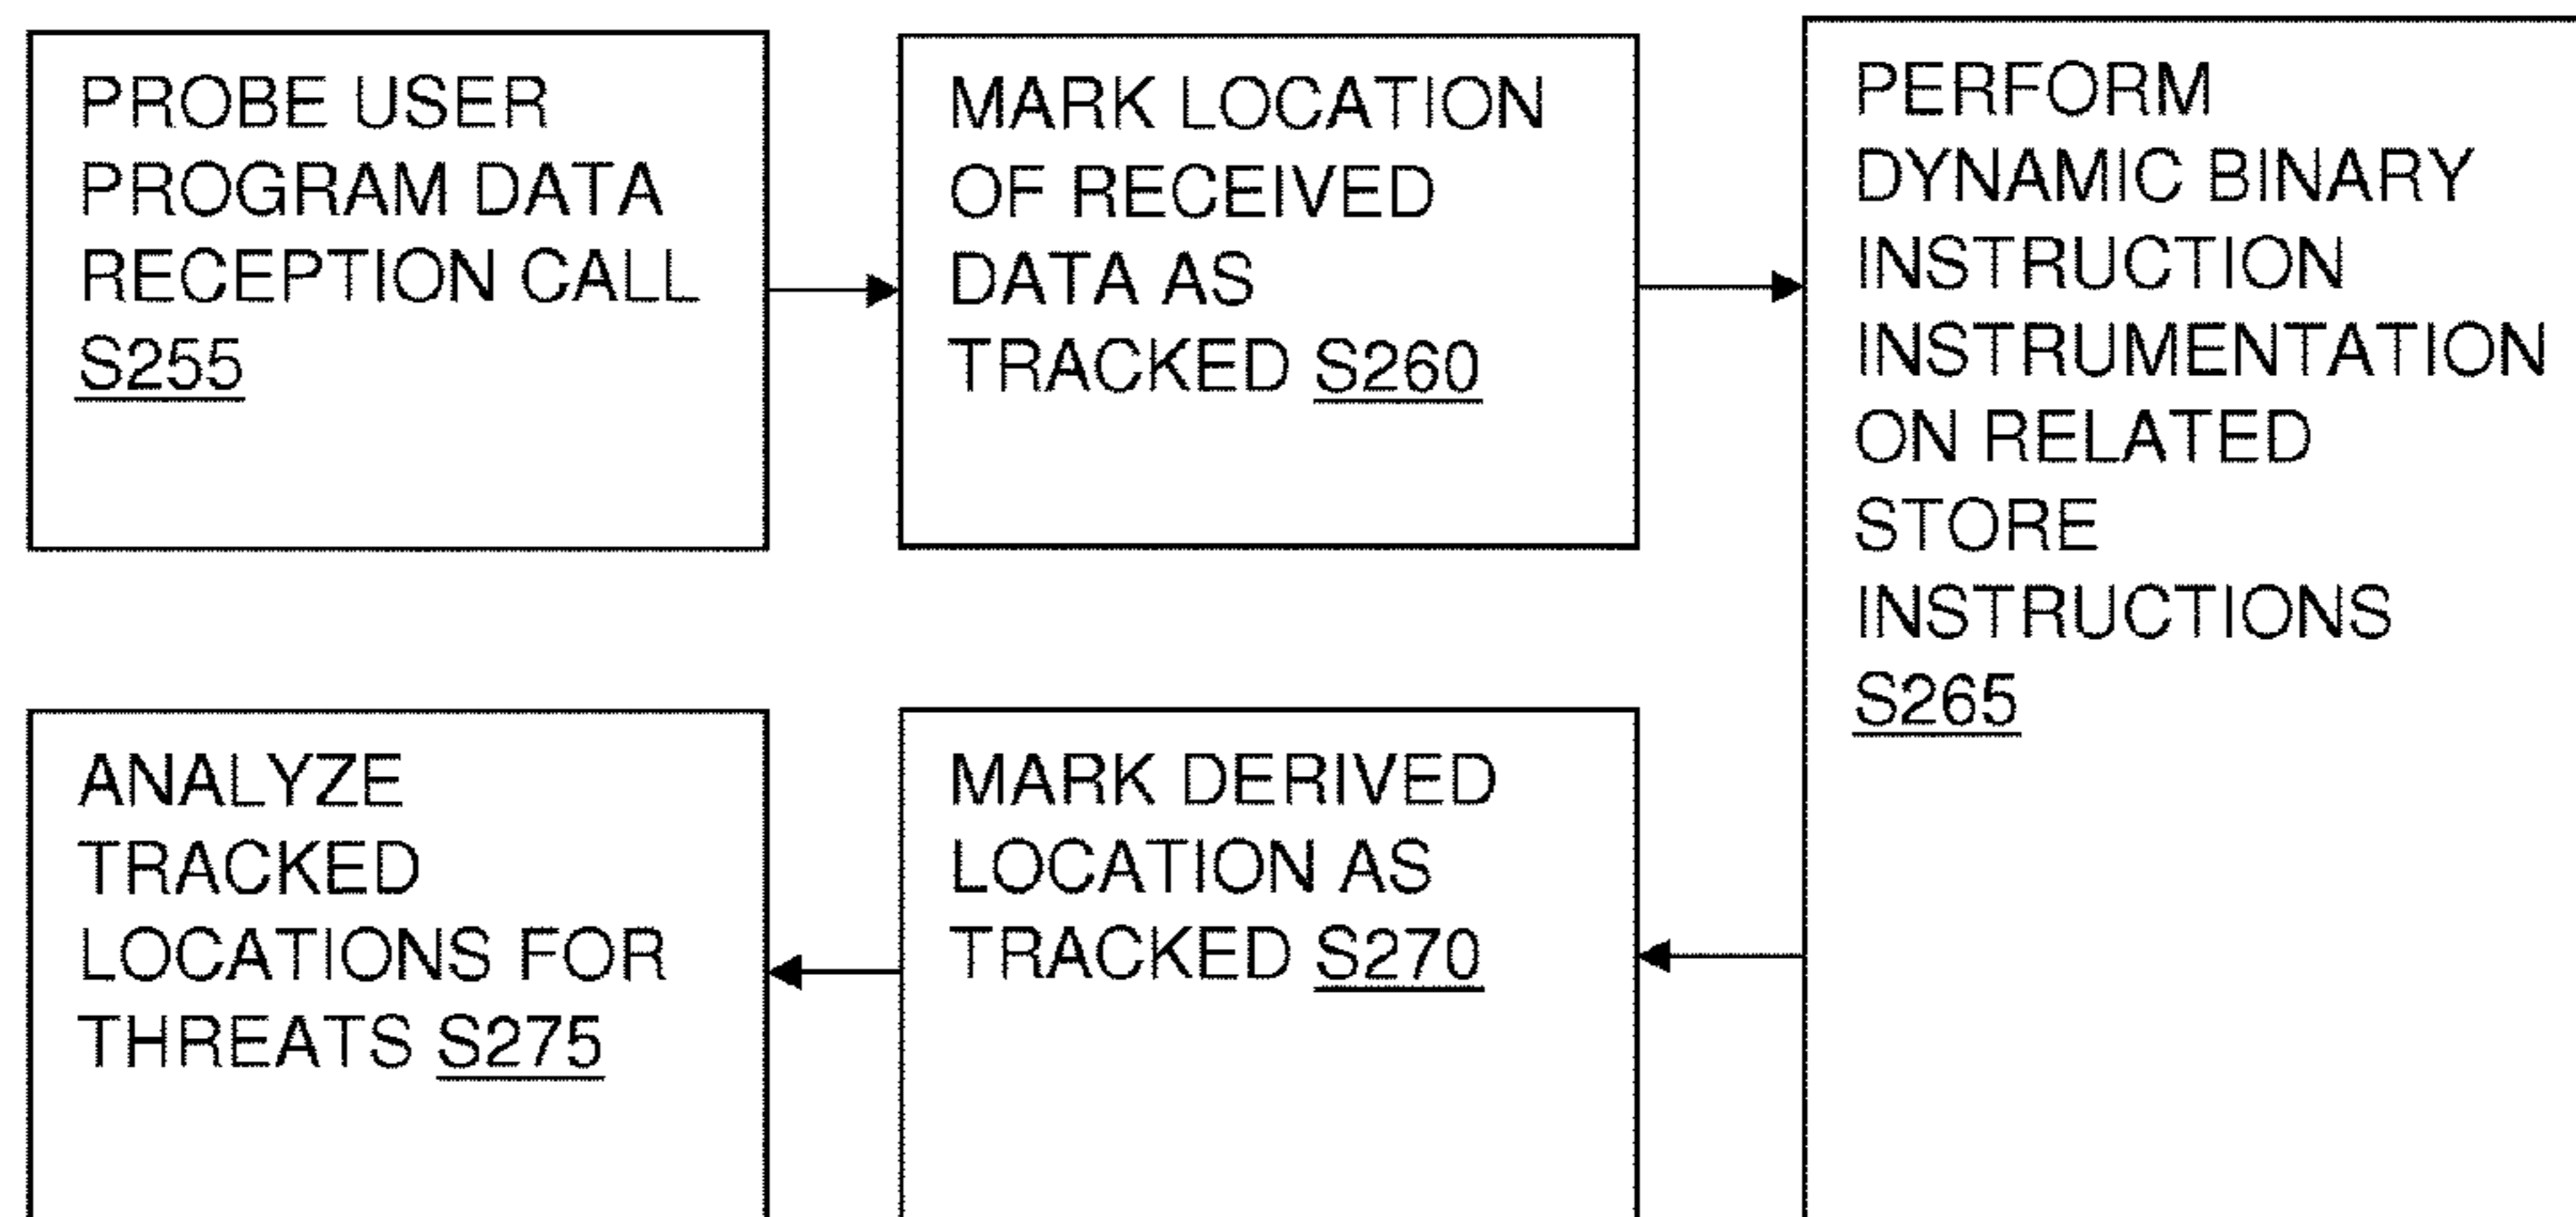 PROBE USER
PROGRAM DATA
RECEPTION CALL
S255
MARK LOCATION
OF RECEIVED
DATA AS
TRACKED S260
PERFORM
DYNAMIC BINARY
INSTRUCTION
INSTRUMENTATION
ON RELATED
STORE
INSTRUCTIONS
S265
MARK DERIVED
LOCATION AS
TRACKED S270
ANALYZE
TRACKED
LOCATIONS FOR
THREATS S275